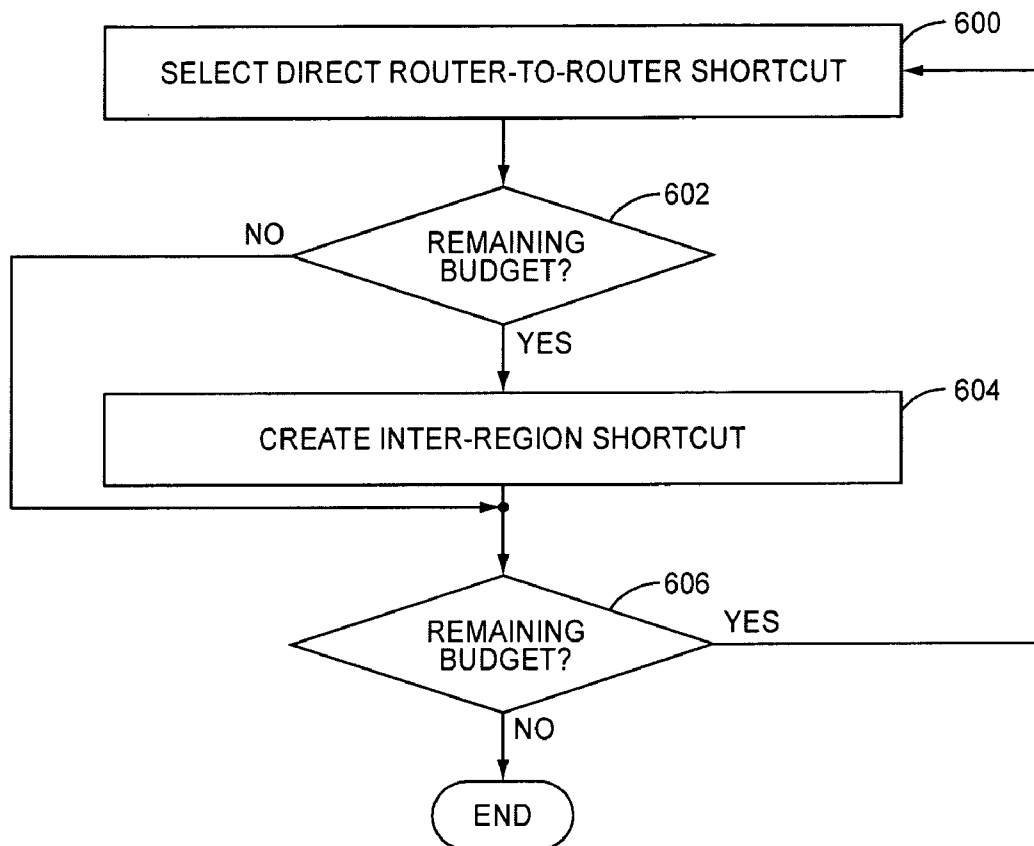 600
SELECT DIRECT ROUTER-TO-ROUTER SHORTCUT
602
NO
REMAINING
BUDGET?
YES
604
CREATE INTER-REGION SHORTCUT
606
REMAINING
BUDGET?
YES
NO
END